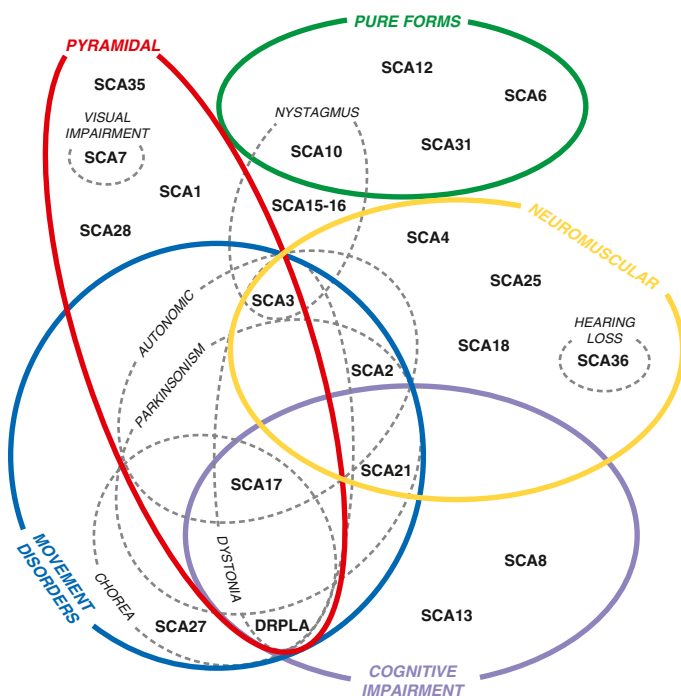 PURE FORMS
PYRAMIDAL
SCA12
SCA35
SCA6
NYSTAGMUS
VISUAL
IMPAIRMENT
SCA31
SCA10
SCA7
SCA1
SCA15-16
NEUROMUSCULAR
SCA28
SCA4
SCA25
SCA3
AUTONOMIC
HEARING
LOSS
SCA18
SCA36
SCA2
PARKINSONISM
SCA21
SCA17
DYSTONIA
SCA8
MOVEMENT
DISORDERS
CHOREA
SCA13
SCA27
DRPLA
COGNITIVE
IMPAIRMENT